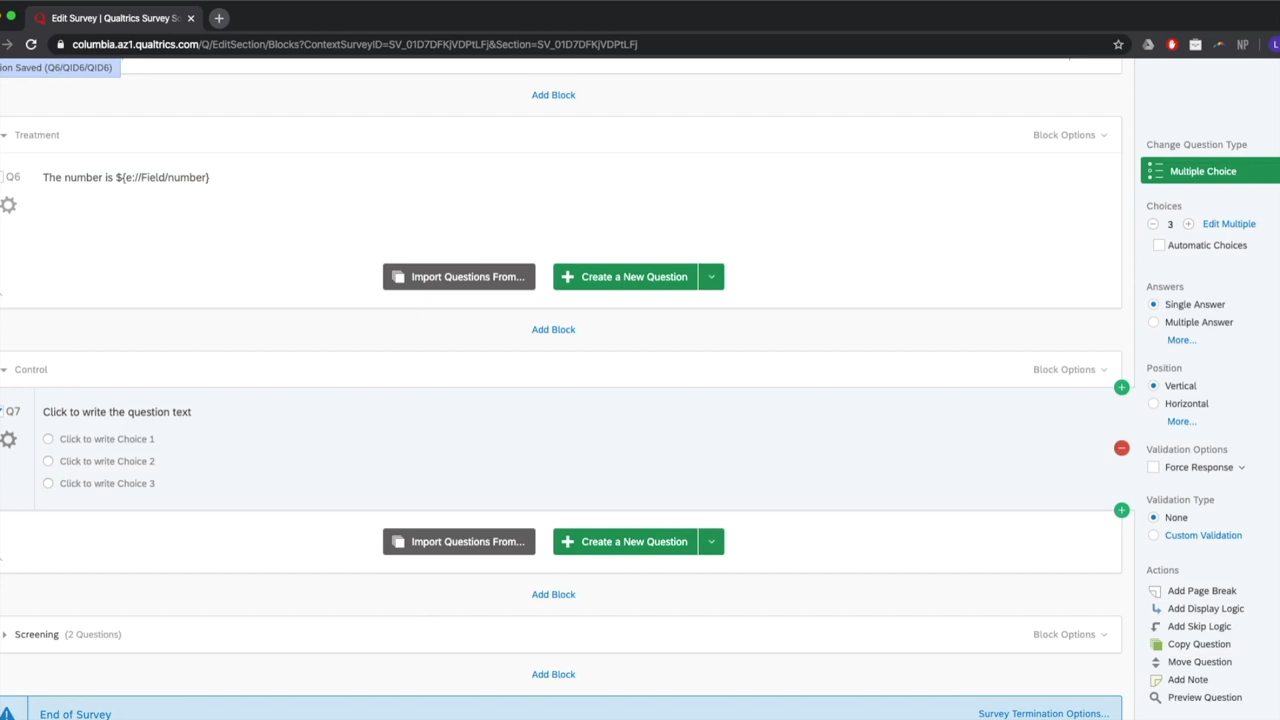 Edit Survey | Qualtrics Survey So
columbia.az1.qualtrics.com/Q/EditSection/Blocks?ContextSurveyID=SV_01D7DFKjVDPtLFj&Section=SV_01D7DFKjVDPtLFj
NP
L
ion Saved (Q6/QID6/QID6)
Add Block
Treatment
Block Options
Q6
The number is ${e://Field/number}
Import Questions From...
Create a New Question
Add Block
Control
Block Options
Q7
Click to write the question text
Click to write Choice 1
Click to write Choice 2
Click to write Choice 3
Import Questions From...
Create a New Question
Add Block
Screening (2 Questions)
Block Options
Add Block
End of Survey
Survey Termination Options...
Change Question Type
Multiple Choice
Choices
3 Edit Multiple
Automatic Choices
Answers
Single Answer
Multiple Answer
More...
Position
Vertical
Horizontal
More...
Validation Options
Force Response
Validation Type
None
Custom Validation
Actions
Add Page Break
Add Display Logic
Add Skip Logic
Copy Question
Move Question
Add Note
Preview Question